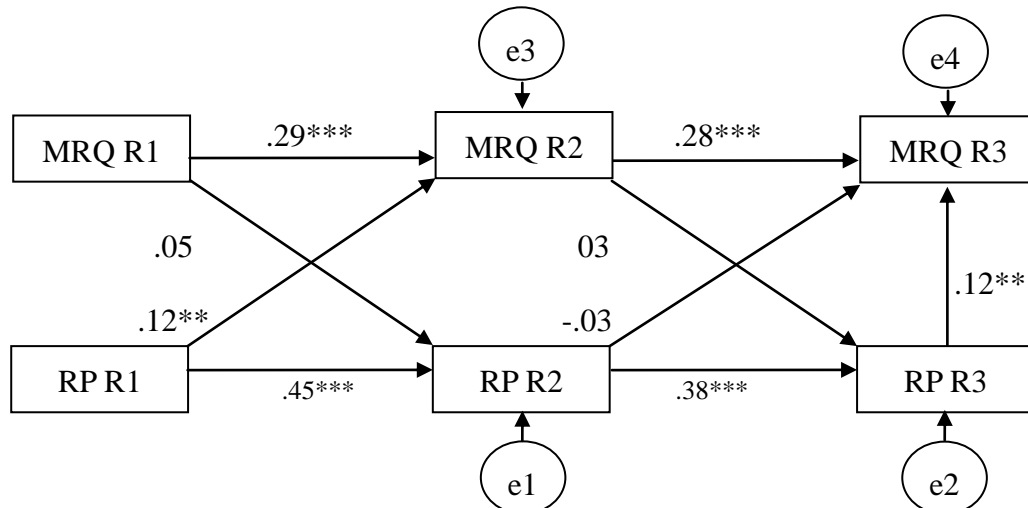 e3
e4
MRQ R1
.29***
MRQ R2
.28***
MRQ R3
.05
03
.12**
.12**
-.03
RP R1
.45***
RP R2
.38***
RP R3
e1
e2